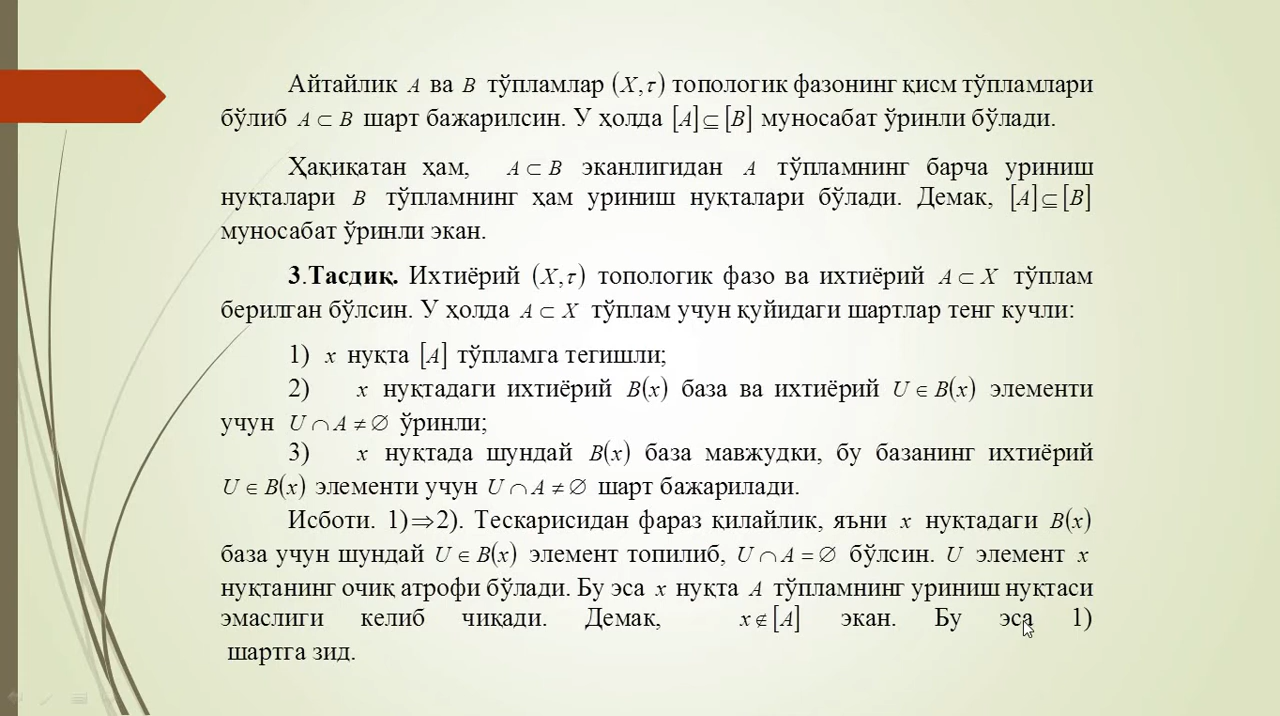 Айтайлик A ва B тўпламлар (X,τ) топологик фазонинг қисм тўпламлари
бўлиб A ⊂ B шарт бажарилсин. У ҳолда [A]⊆[B] муносабат ўринли бўлади.
Ҳақиқатан ҳам, A ⊂ B эканлигидан A тўпламнинг барча уриниш
нуқталари B тўпламнинг ҳам уриниш нуқталари бўлади. Демак, [A]⊆[B]
муносабат ўринли экан.
3.Тасдиқ. Ихтиёрий (X,τ) топологик фазо ва ихтиёрий A ⊂ X тўплам
берилган бўлсин. У ҳолда A ⊂ X тўплам учун қуйидаги шартлар тенг кучли:
1) x нуқта [A] тўпламга тегишли;
2) x нуқтадаги ихтиёрий B(x) база ва ихтиёрий U ∈ B(x) элементи
учун U ∩ A ≠ ∅ ўринли;
3) x нуқтада шундай B(x) база мавжудки, бу базанинг ихтиёрий
U ∈ B(x) элементи учун U ∩ A ≠ ∅ шарт бажарилади.
Исботи. 1)⇒2). Тескарисидан фараз қилайлик, яъни x нуқтадаги B(x)
база учун шундай U ∈ B(x) элемент топилиб, U ∩ A = ∅ бўлсин. U элемент x
нуқтанинг очиқ атрофи бўлади. Бу эса x нуқта A тўпламнинг уриниш нуқтаси
эмаслиги келиб чиқади. Демак, x ∉ [A] экан. Бу эса 1)
шартга зид.